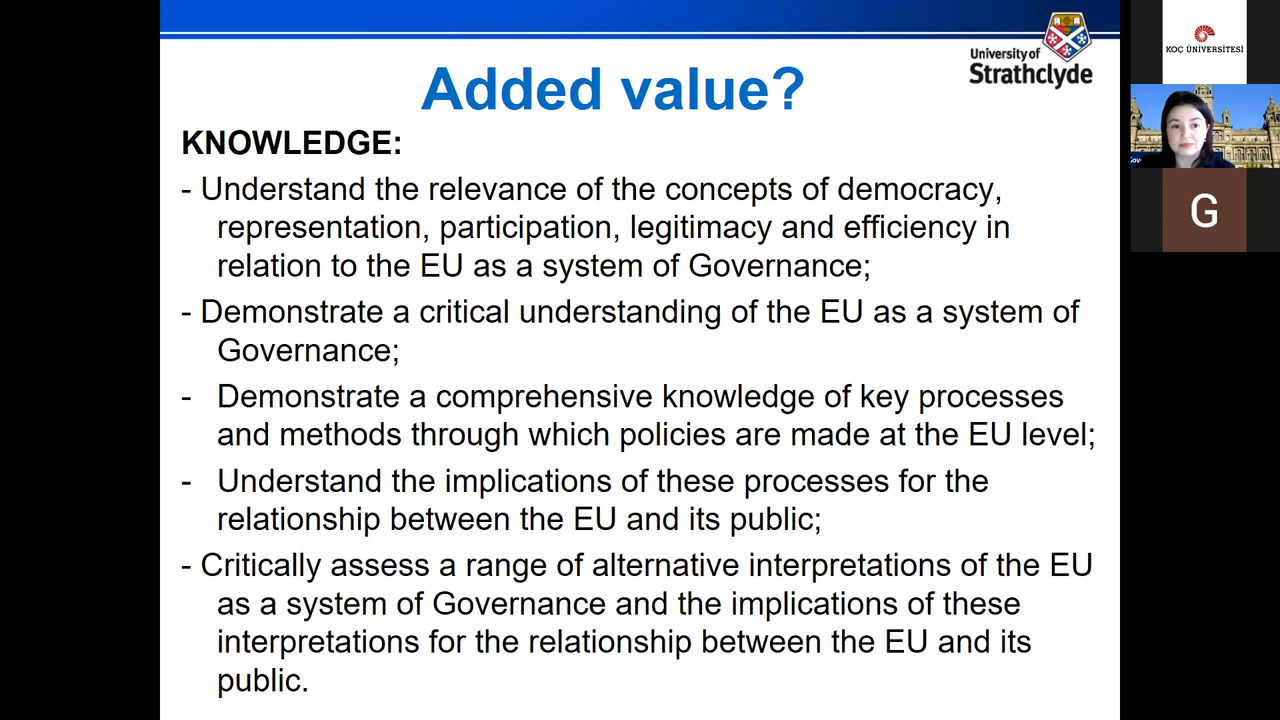 University of
Strathclyde
Added value?
KNOWLEDGE:
- Understand the relevance of the concepts of democracy,
representation, participation, legitimacy and efficiency in
relation to the EU as a system of Governance;
- Demonstrate a critical understanding of the EU as a system of
Governance;
- Demonstrate a comprehensive knowledge of key processes
and methods through which policies are made at the EU level;
- Understand the implications of these processes for the
relationship between the EU and its public;
- Critically assess a range of alternative interpretations of the EU
as a system of Governance and the implications of these
interpretations for the relationship between the EU and its
public.
KOÇ ÜNİVERSİTESİ
G